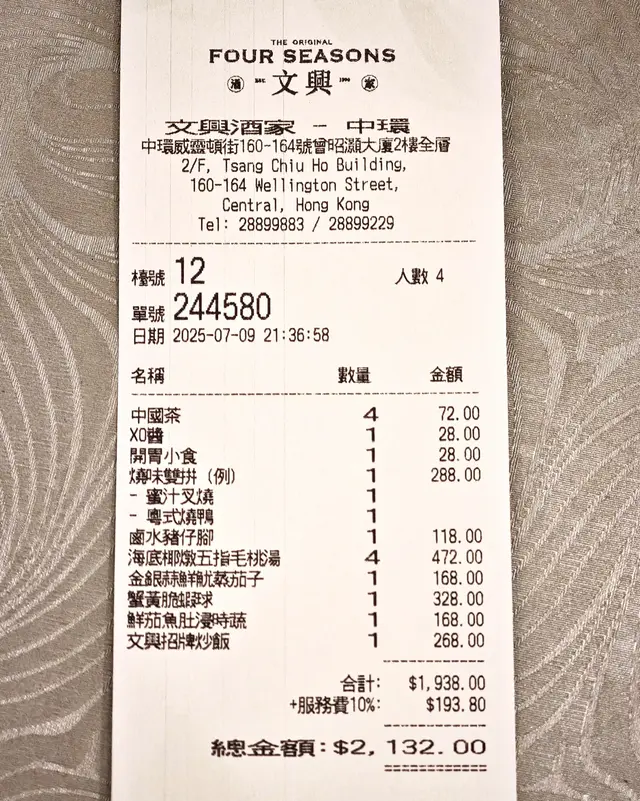 THE ORIGINAL
FOUR SEASONS
酒 文興 家
文興酒家 - 中環
中環威靈頓街160-164號曾昭灝大廈2樓全層
2/F, Tsang Chiu Ho Building,
160-164 Wellington Street,
Central, Hong Kong
Tel: 28899883 / 28899229
檯號 12 人數 4
單號 244580
日期 2025-07-09 21:36:58
名稱 數量 金額
中國茶 4 72.00
XO醬 1 28.00
開胃小食 1 28.00
燒味雙拼 (例) 1 288.00
- 蜜汁叉燒 1
- 粵式燒鴨 1
鹵水豬仔腳 1 118.00
海底椰燉五指毛桃湯 4 472.00
金銀蒜鮮魷蒸茄子 1 168.00
蟹黃脆蝦球 1 328.00
鮮茄魚肚浸時蔬 1 168.00
文興招牌炒飯 1 268.00
合計: $1,938.00
+服務費10%: $193.80
總金額: $2,132.00